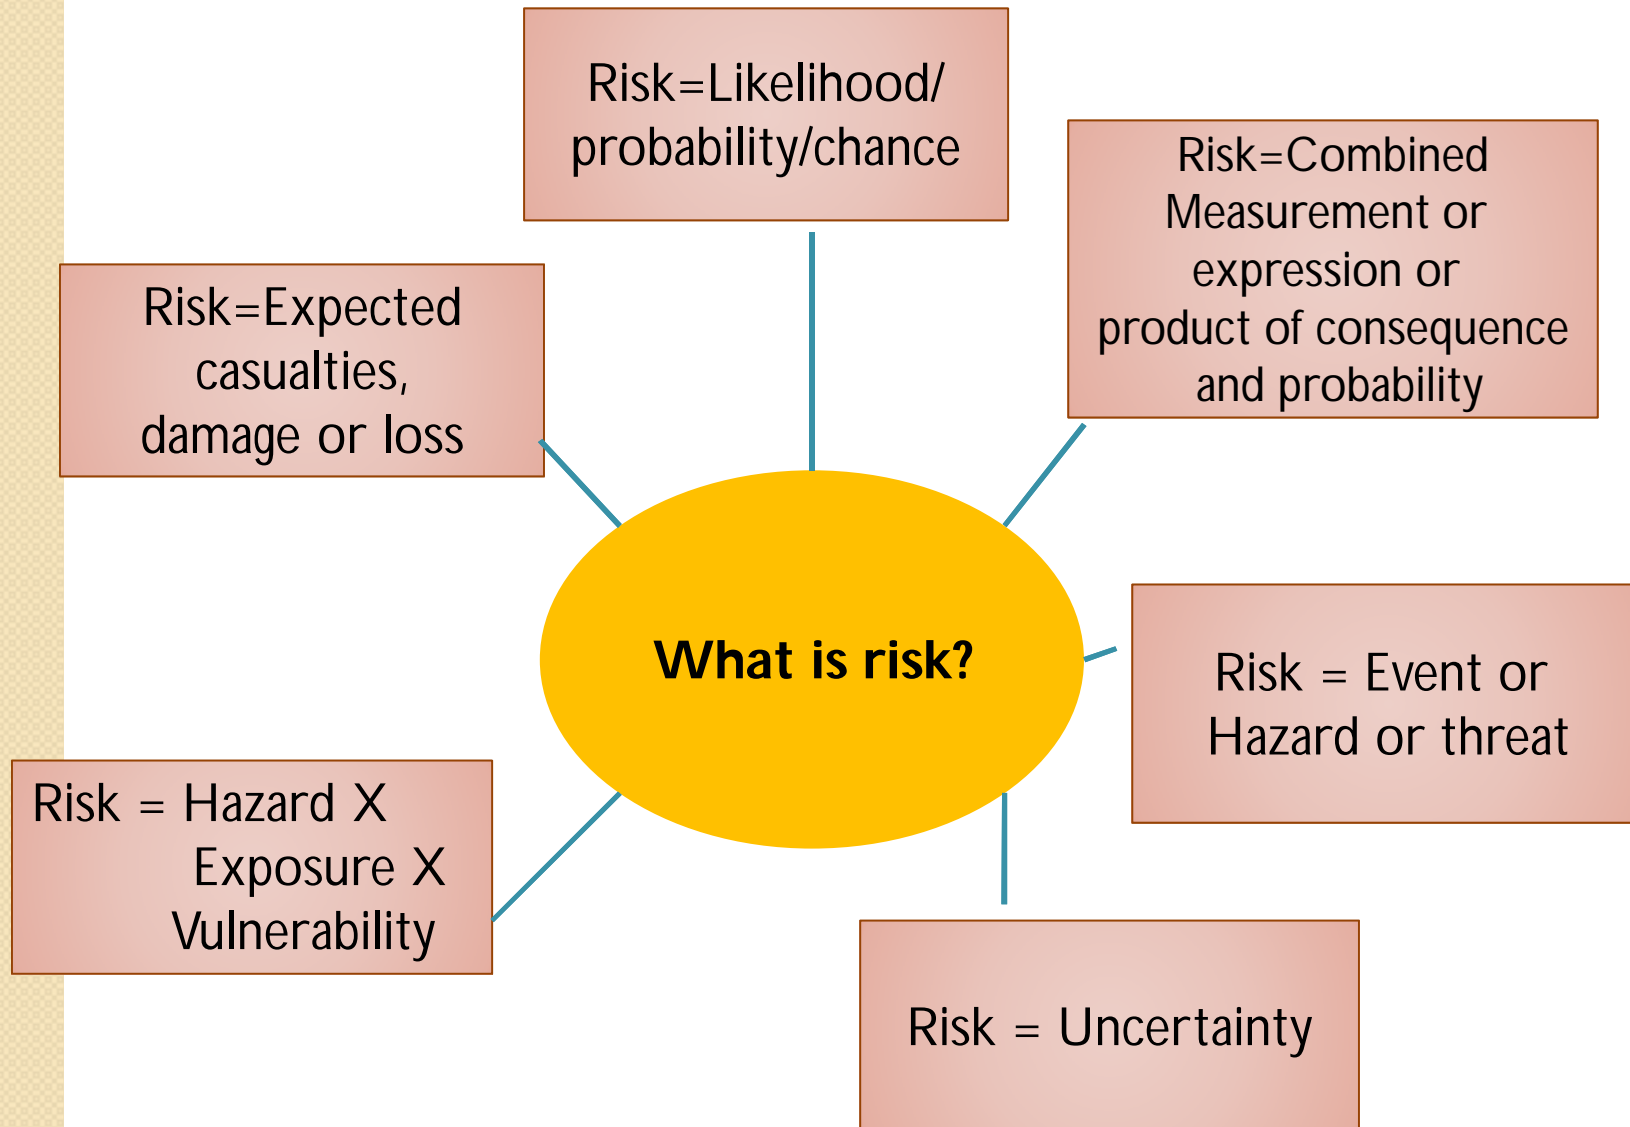 Risk=Likelihood/
probability/chance
Risk=Combined
Measurement or
expression or
product of consequence
and probability
Risk=Expected
casualties,
damage or loss
What is risk?
Risk = Event or
Hazard or threat
Risk = Hazard X
Exposure X
Vulnerability
Risk = Uncertainty